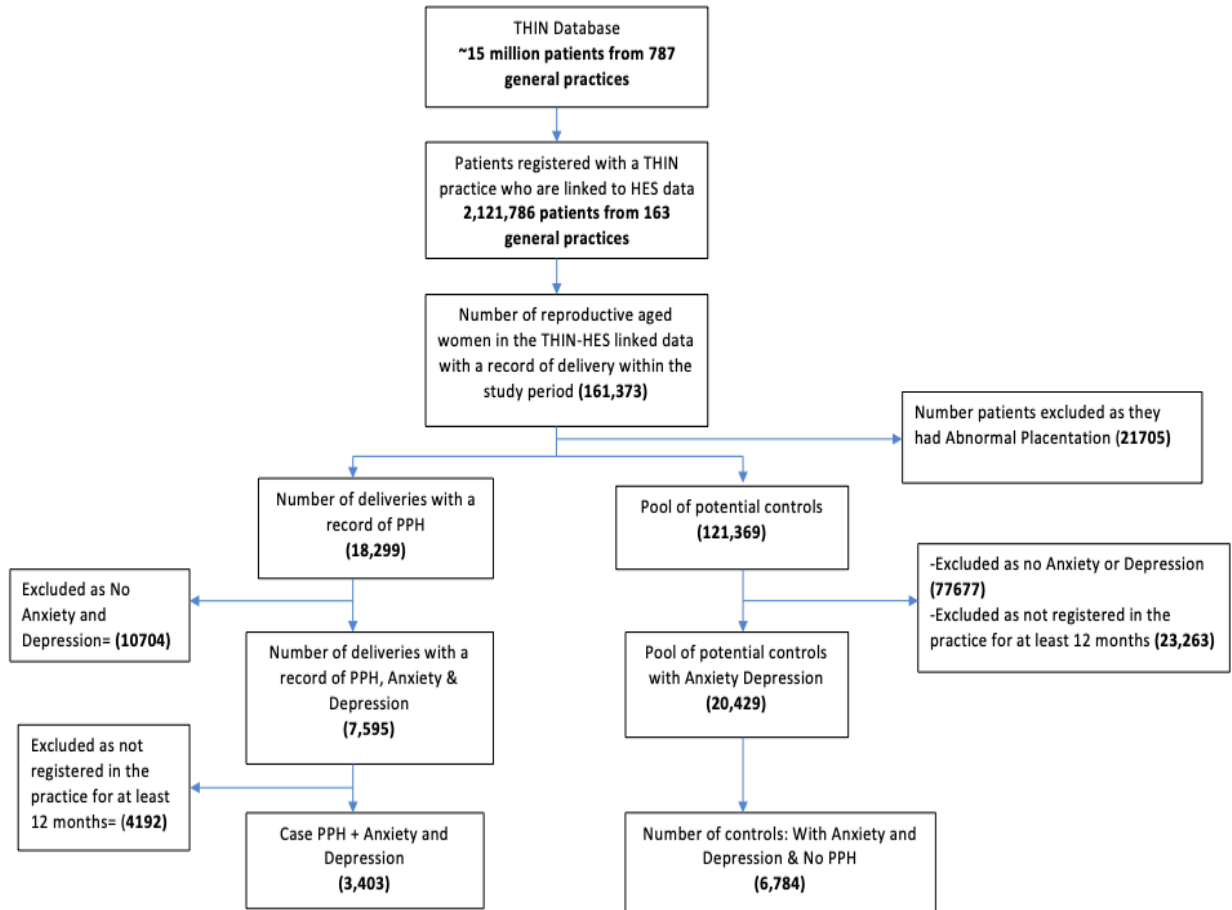 THIN Database
~15 million patients from 787
general practices
Patients registered with a THIN
practice who are linked to HES data
2,121,786 patients from 163
general practices
Number of reproductive aged
women in the THIN-HES linked data
with a record of delivery within the
study period (161,373)
Number patients excluded as they
had Abnormal Placentation (21705)
Number of deliveries with a
record of PPH
(18,299)
Pool of potential controls
(121,369)
Excluded as No
Anxiety and
Depression= (10704)
-Excluded as no Anxiety or Depression
(77677)
-Excluded as not registered in the
practice for at least 12 months (23,263)
Number of deliveries with a
record of PPH, Anxiety &
Depression
(7,595)
Pool of potential controls
with Anxiety Depression
(20,429)
Excluded as not
registered in the
practice for at least
12 months= (4192)
Case PPH + Anxiety and
Depression
(3,403)
Number of controls: With Anxiety and
Depression & No PPH
(6,784)